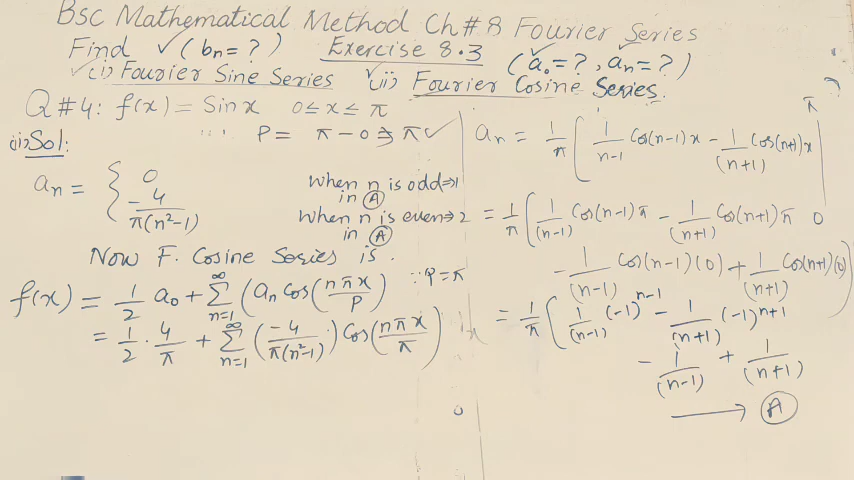 Bsc Mathematical Method Ch#8 Fourier Series
Find ✓(bn=?) Exercise 8.3 (a₀=?, an=?)
✓(i) Fourier Sine Series ✓(ii) Fourier Cosine Series.
Q#4: f(x) = Sinx 0≤x≤π
∵ P = π-0 ⇒ π ✓
(ii) Sol:
an = { 0 when n is odd⇒1 in Ⓐ
-4/π(n²-1) when n is even⇒2 in Ⓐ
Now F. Cosine Series is.
f(x) = 1/2 a₀ + ∑_{n=1}^{∞} (an Cos(nπx/P)) ∵ P=π
= 1/2 · 4/π + ∑_{n=1}^{∞} (-4/π(n²-1)) Cos(nπx/π)
an = 1/π [ 1/(n-1) Cos(n-1)x - 1/(n+1) Cos(n+1)x |_0^π
= 1/π [ 1/(n-1) Cos(n-1)π - 1/(n+1) Cos(n+1)π
- 1/(n-1) Cos(n-1)(0) + 1/(n+1) Cos(n+1)(0) )
= 1/π [ 1/(n-1) (-1)^{n-1} - 1/(n+1) (-1)^{n+1}
- 1/(n-1) + 1/(n+1)
→ Ⓐ